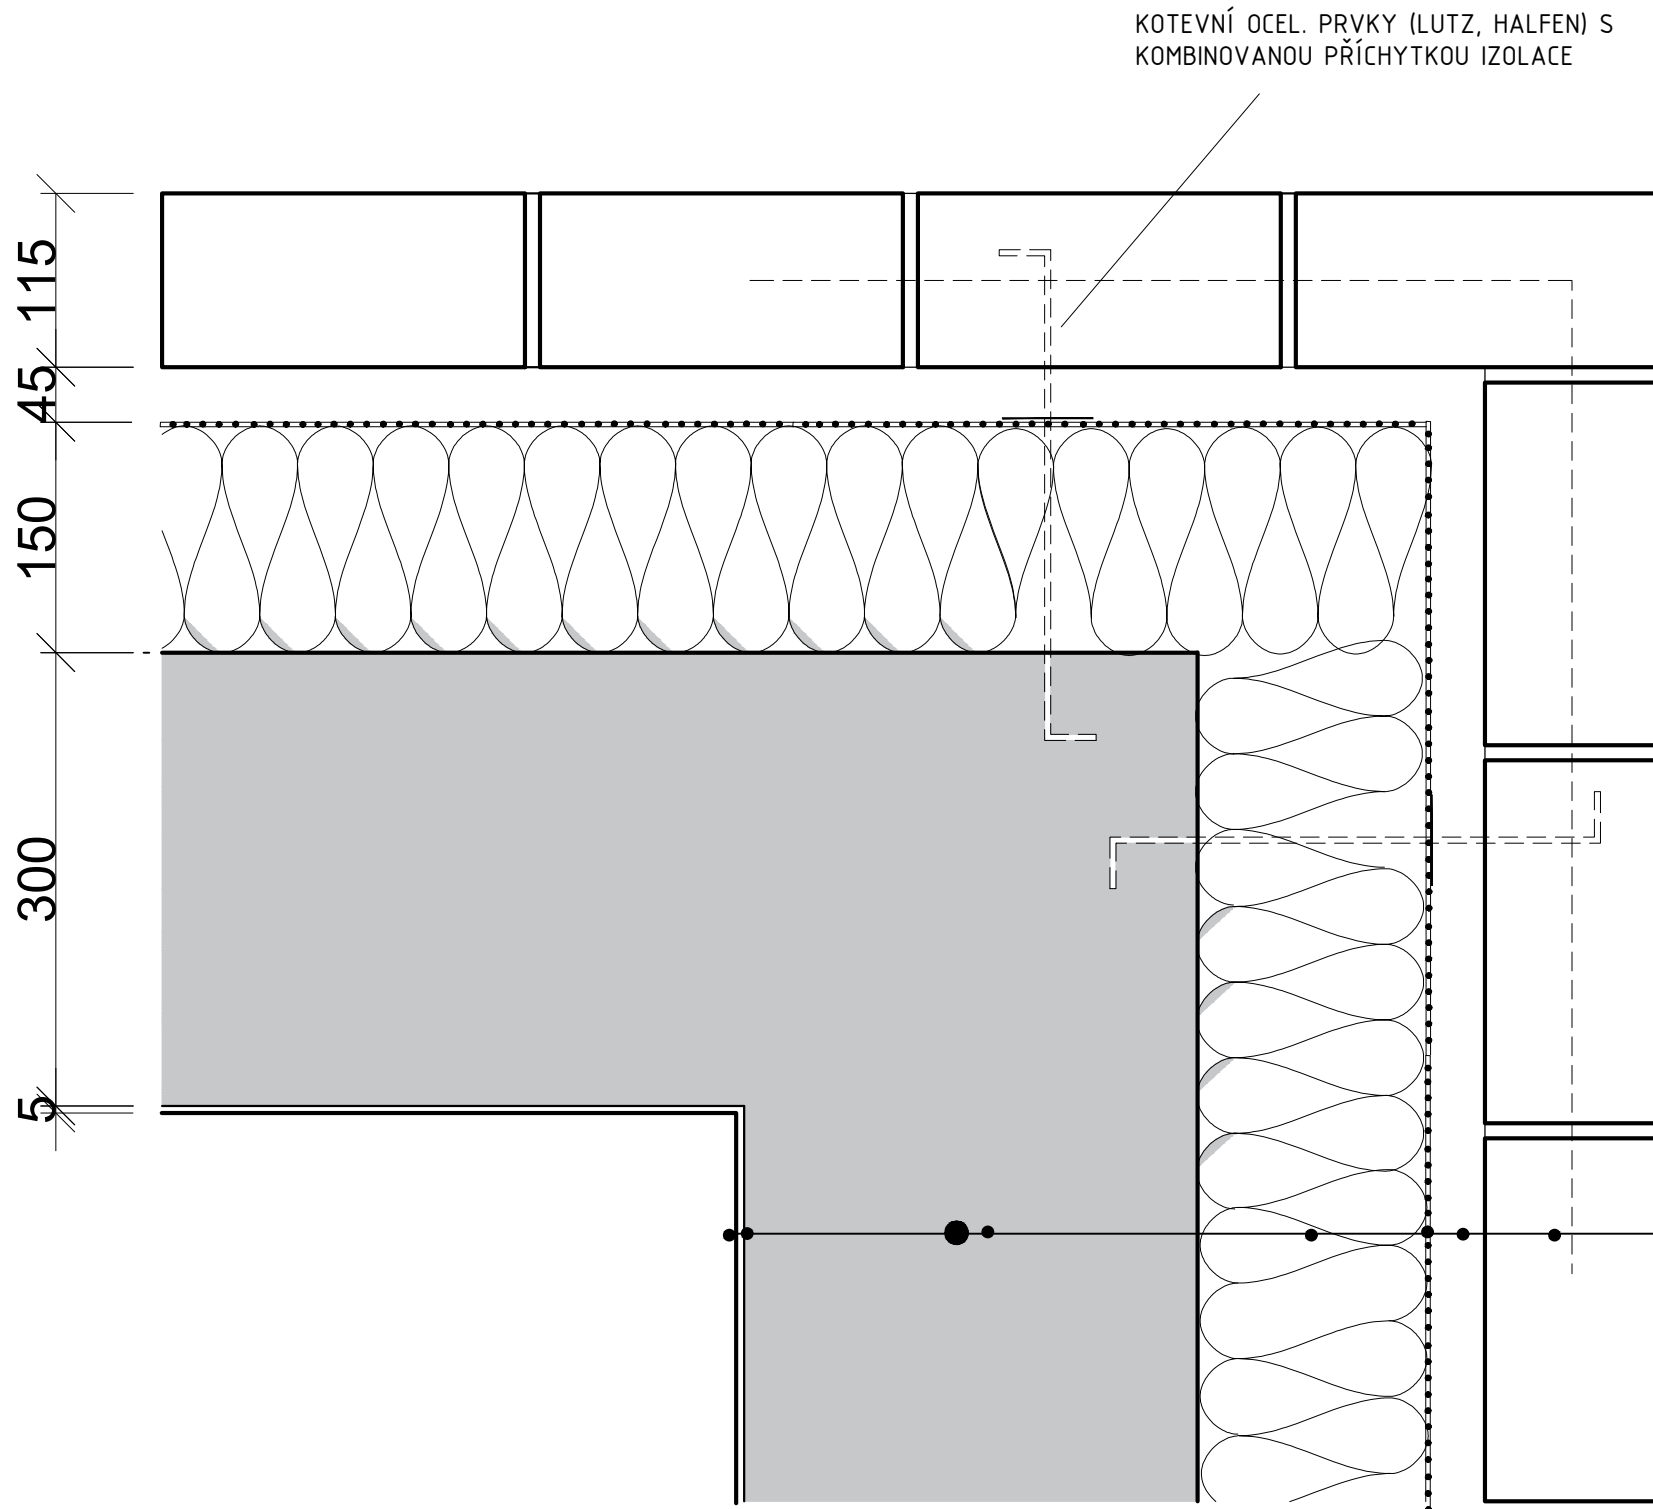 KOTEVNÍ OCEL. PRVKY (LUTZ, HALFEN) S
KOMBINOVANOU PŘÍCHYTKOU IZOLACE
115
45
150
300
5